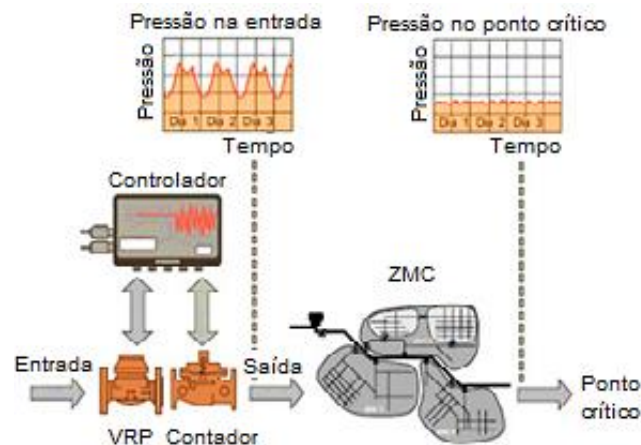 Pressão na entrada
Pressão no ponto crítico
Pressão
Dia 1 Dia 2 Dia 3
Tempo
Pressão
Dia 1 Dia 2 Dia 3
Tempo
Controlador
ZMC
Entrada
Saída
VRP Contador
Ponto
crítico